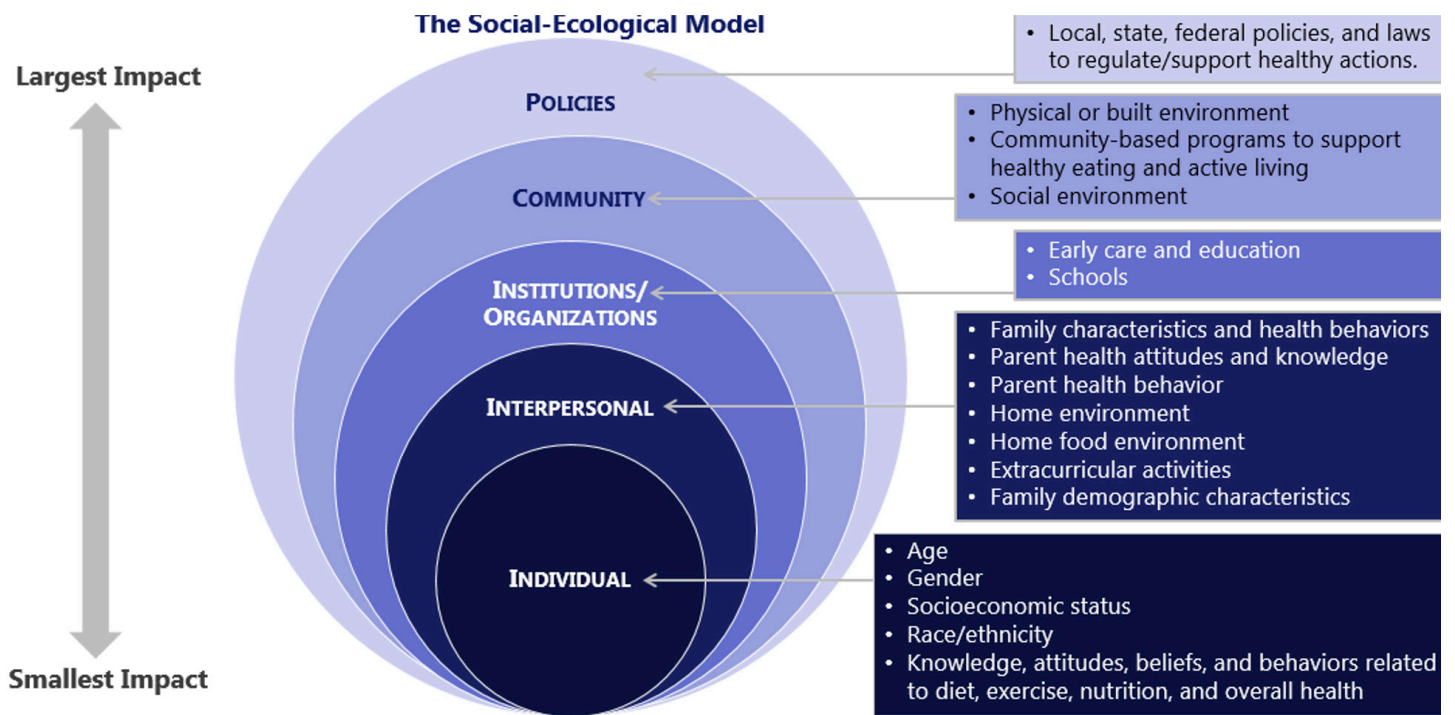 The Social-Ecological Model
Largest Impact
Smallest Impact
POLICIES
COMMUNITY
INSTITUTIONS/
ORGANIZATIONS
INTERPERSONAL
INDIVIDUAL
• Local, state, federal policies, and laws
to regulate/support healthy actions.
• Physical or built environment
• Community-based programs to support
healthy eating and active living
• Social environment
• Early care and education
• Schools
• Family characteristics and health behaviors
• Parent health attitudes and knowledge
• Parent health behavior
• Home environment
• Home food environment
• Extracurricular activities
• Family demographic characteristics
• Age
• Gender
• Socioeconomic status
• Race/ethnicity
• Knowledge, attitudes, beliefs, and behaviors related
to diet, exercise, nutrition, and overall health